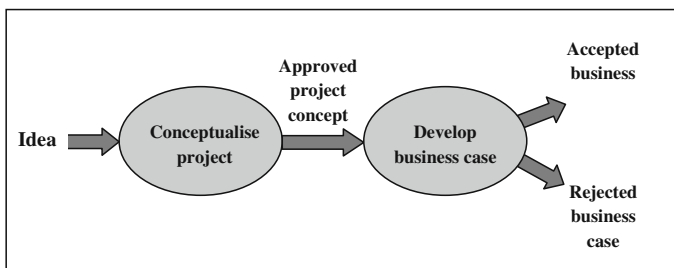 Idea
Conceptualise
project
Approved
project
concept
Develop
business case
Accepted
business
Rejected
business
case